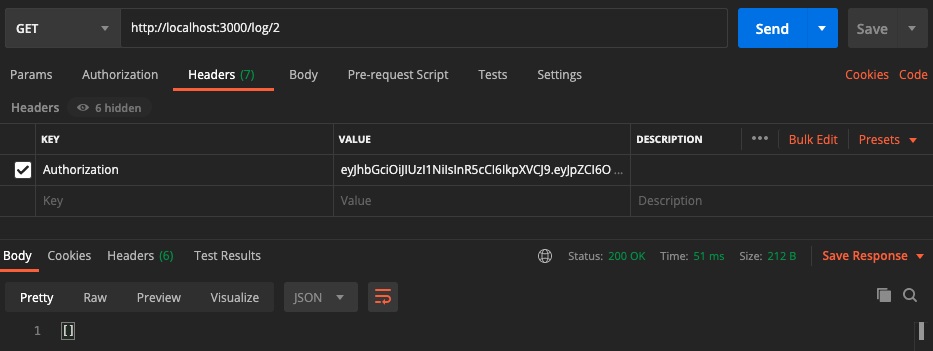 GET http://localhost:3000/log/2 Send Save
Params Authorization Headers (7) Body Pre-request Script Tests Settings Cookies Code
Headers 6 hidden
KEY VALUE DESCRIPTION ••• Bulk Edit Presets
Authorization eyJhbGciOiJIUzI1NiIsInR5cCI6IkpXVCJ9.eyJpZCI6O ...
Key Value Description
Body Cookies Headers (6) Test Results Status: 200 OK Time: 51 ms Size: 212 B Save Response
Pretty Raw Preview Visualize JSON
1 []